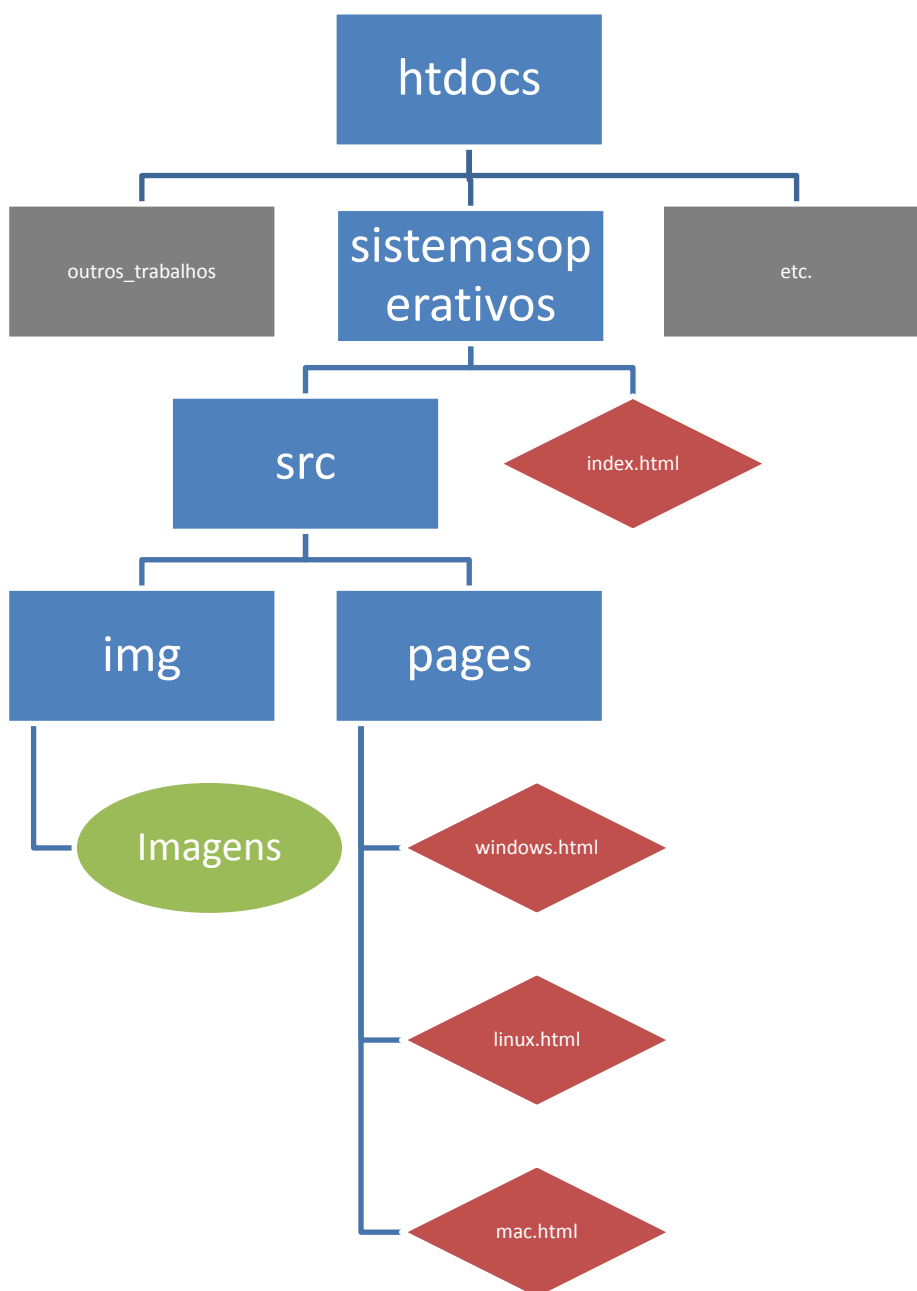 htdocs
outros_trabalhos
sistemasop
erativos
etc.
src
index.html
img
pages
Imagens
windows.html
linux.html
mac.html